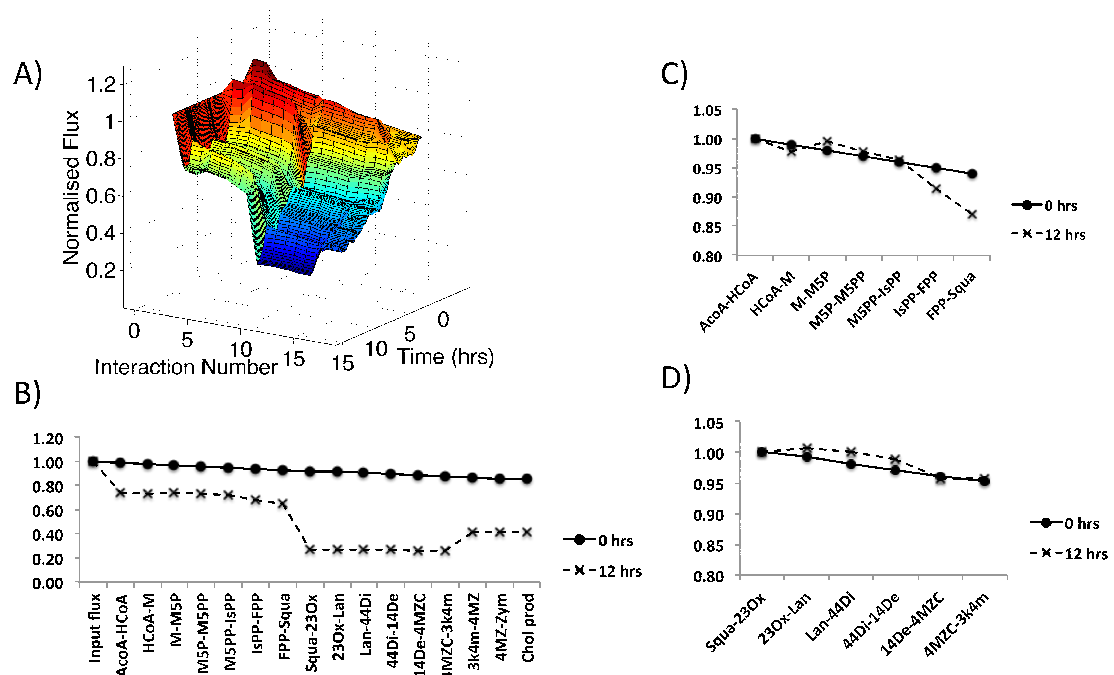 A)
1.2
1
0.8
0.6
0.4
0.2
Normalised Flux
0
5
10
15
Interaction Number
15
10
5
0
Time (hrs)
B)
1.20
1.00
0.80
0.60
0.40
0.20
0.00
Input flux
AcoA-HCoA
HCoA-M
M-M5P
M5P-M5PP
M5PP-IsPP
IsPP-FPP
FPP-Squa
Squa-23Ox
23Ox-Lan
Lan-44Di
44Di-14De
14De-4MZC
4MZC-3k4m
3k4m-4MZ
4MZ-Zym
Chol prod
0 hrs
12 hrs
C)
1.05
1.00
0.95
0.90
0.85
0.80
AcoA-HCoA
HCoA-M
M-M5P
M5P-M5PP
M5PP-IsPP
IsPP-FPP
FPP-Squa
0 hrs
12 hrs
D)
1.05
1.00
0.95
0.90
0.85
0.80
Squa-23Ox
23Ox-Lan
Lan-44Di
44Di-14De
14De-4MZC
4MZC-3k4m
0 hrs
12 hrs